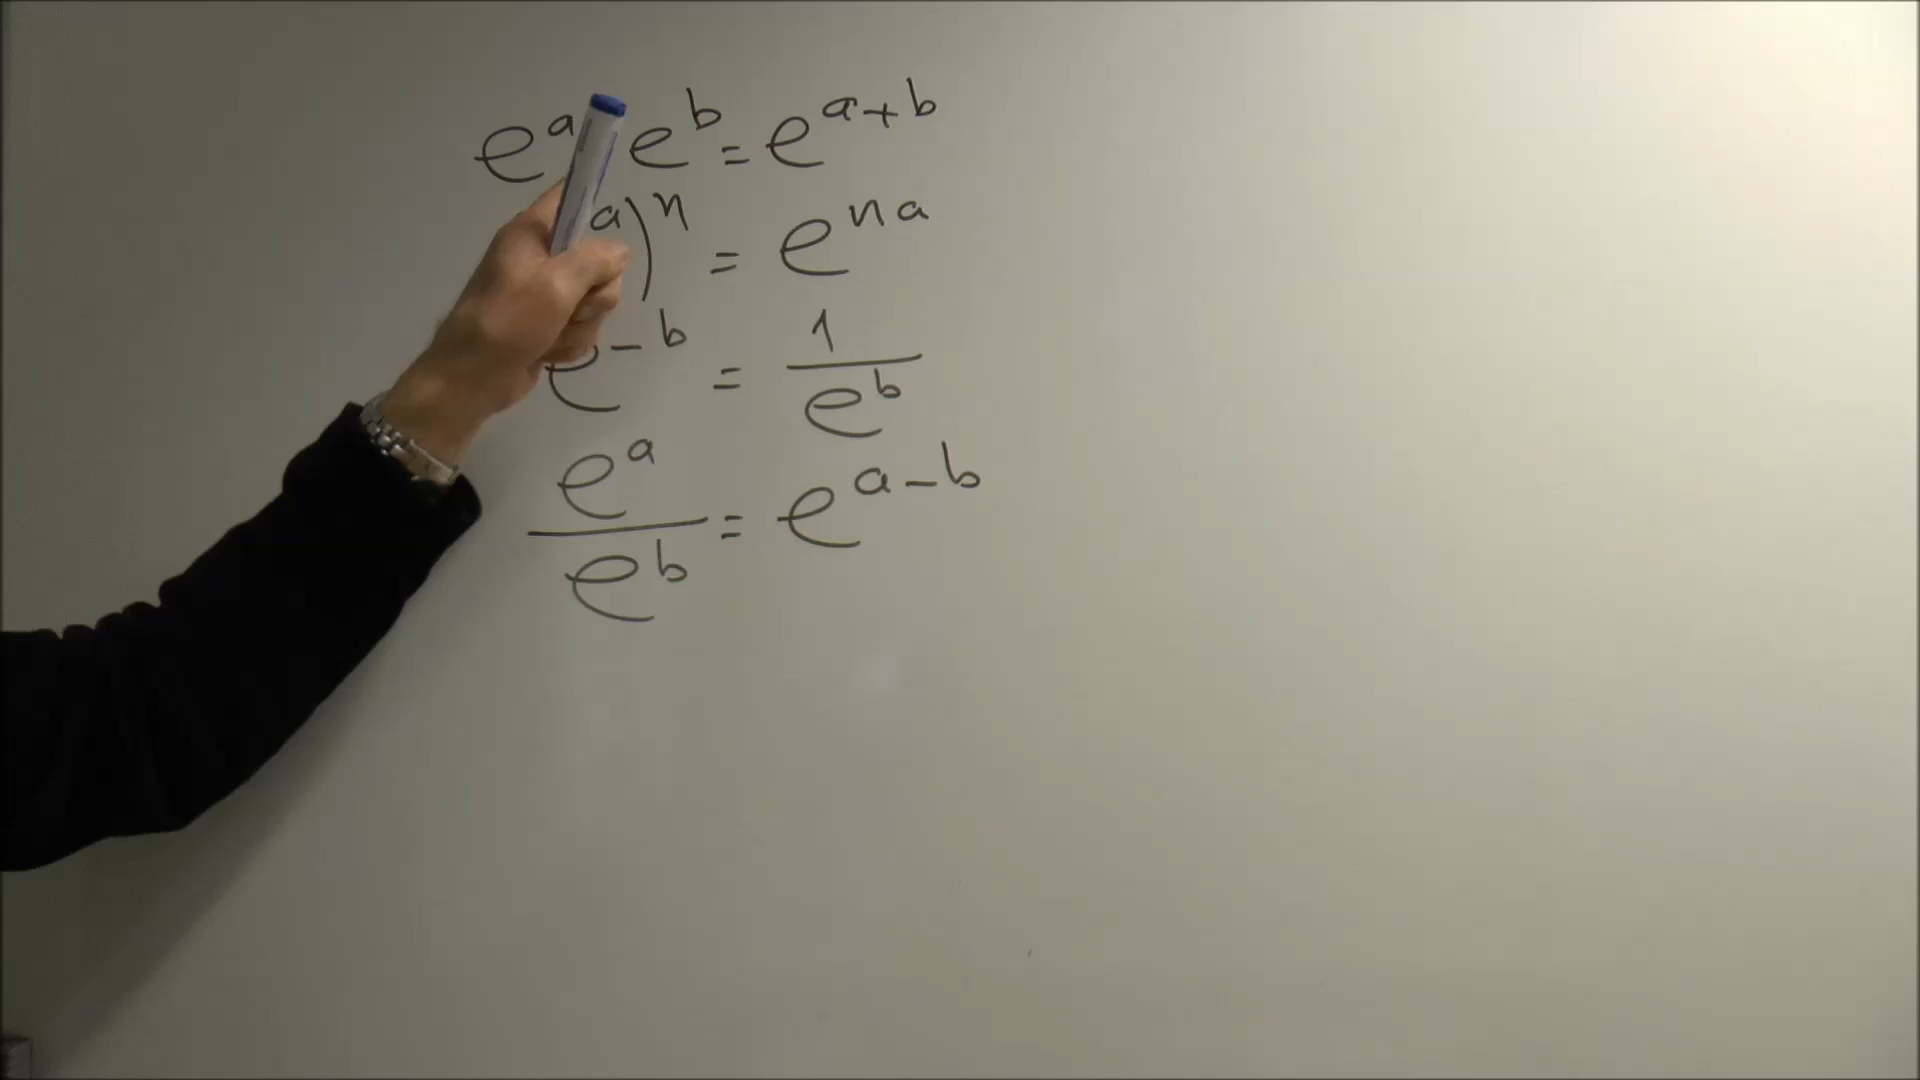 e^a e^b = e^{a+b}
a)^n = e^{na}
e^{-b} = 1/e^b
e^a/e^b = e^{a-b}